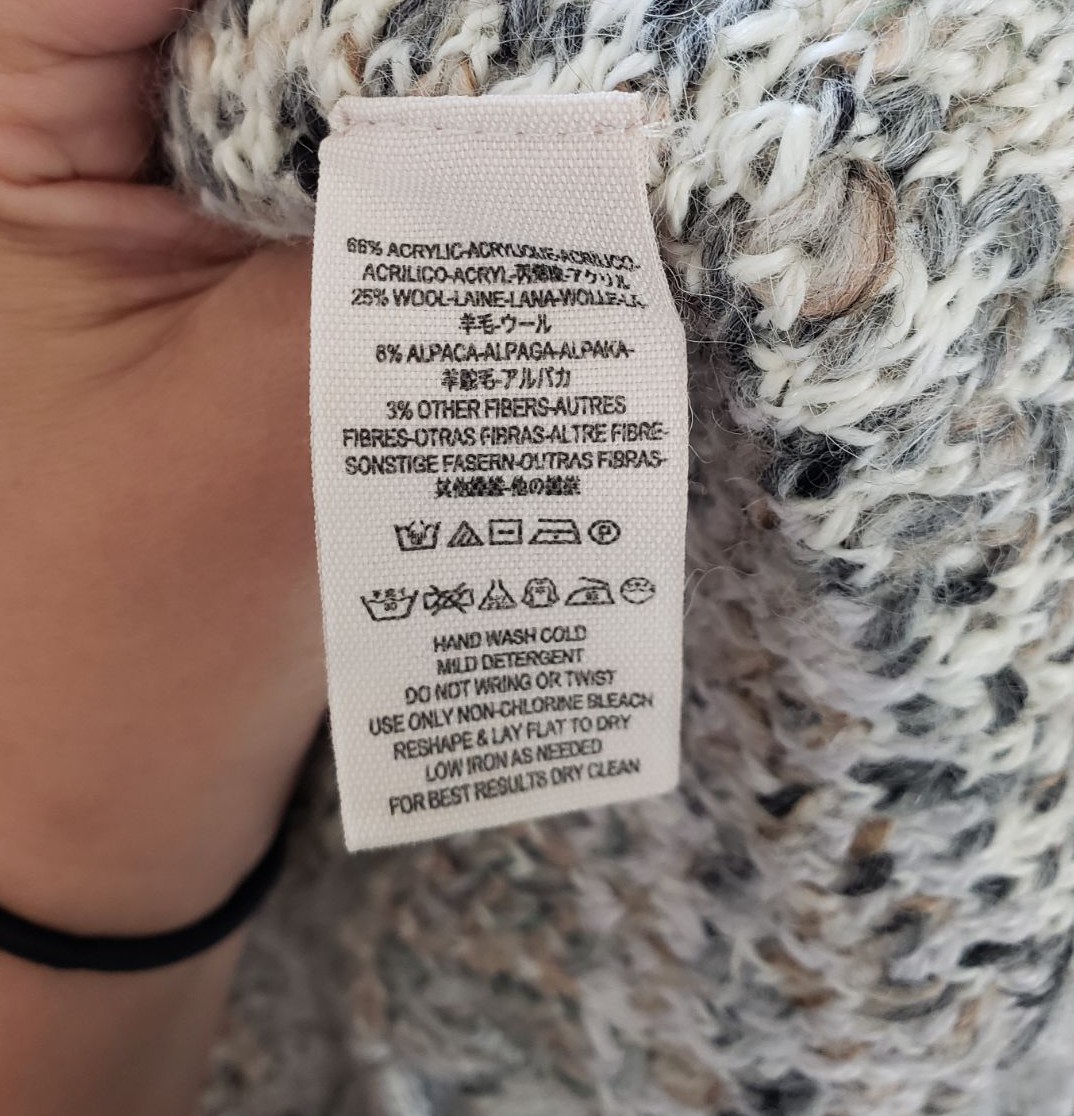 66% ACRYLIC-ACRYLIQUE-ACRILICO-
ACRILICO-ACRYL-アクリル
25% WOOL-LAINE-LANA-WOLLE-LÃ
羊毛-ウール
6% ALPACA-ALPAGA-ALPAKA-
羊駝毛-アルパカ
3% OTHER FIBERS-AUTRES
FIBRES-OTRAS FIBRAS-ALTRE FIBRE-
SONSTIGE FASERN-OUTRAS FIBRAS-
P
HAND WASH COLD
MILD DETERGENT
DO NOT WRING OR TWIST
USE ONLY NON-CHLORINE BLEACH
RESHAPE & LAY FLAT TO DRY
LOW IRON AS NEEDED
FOR BEST RESULTS DRY CLEAN